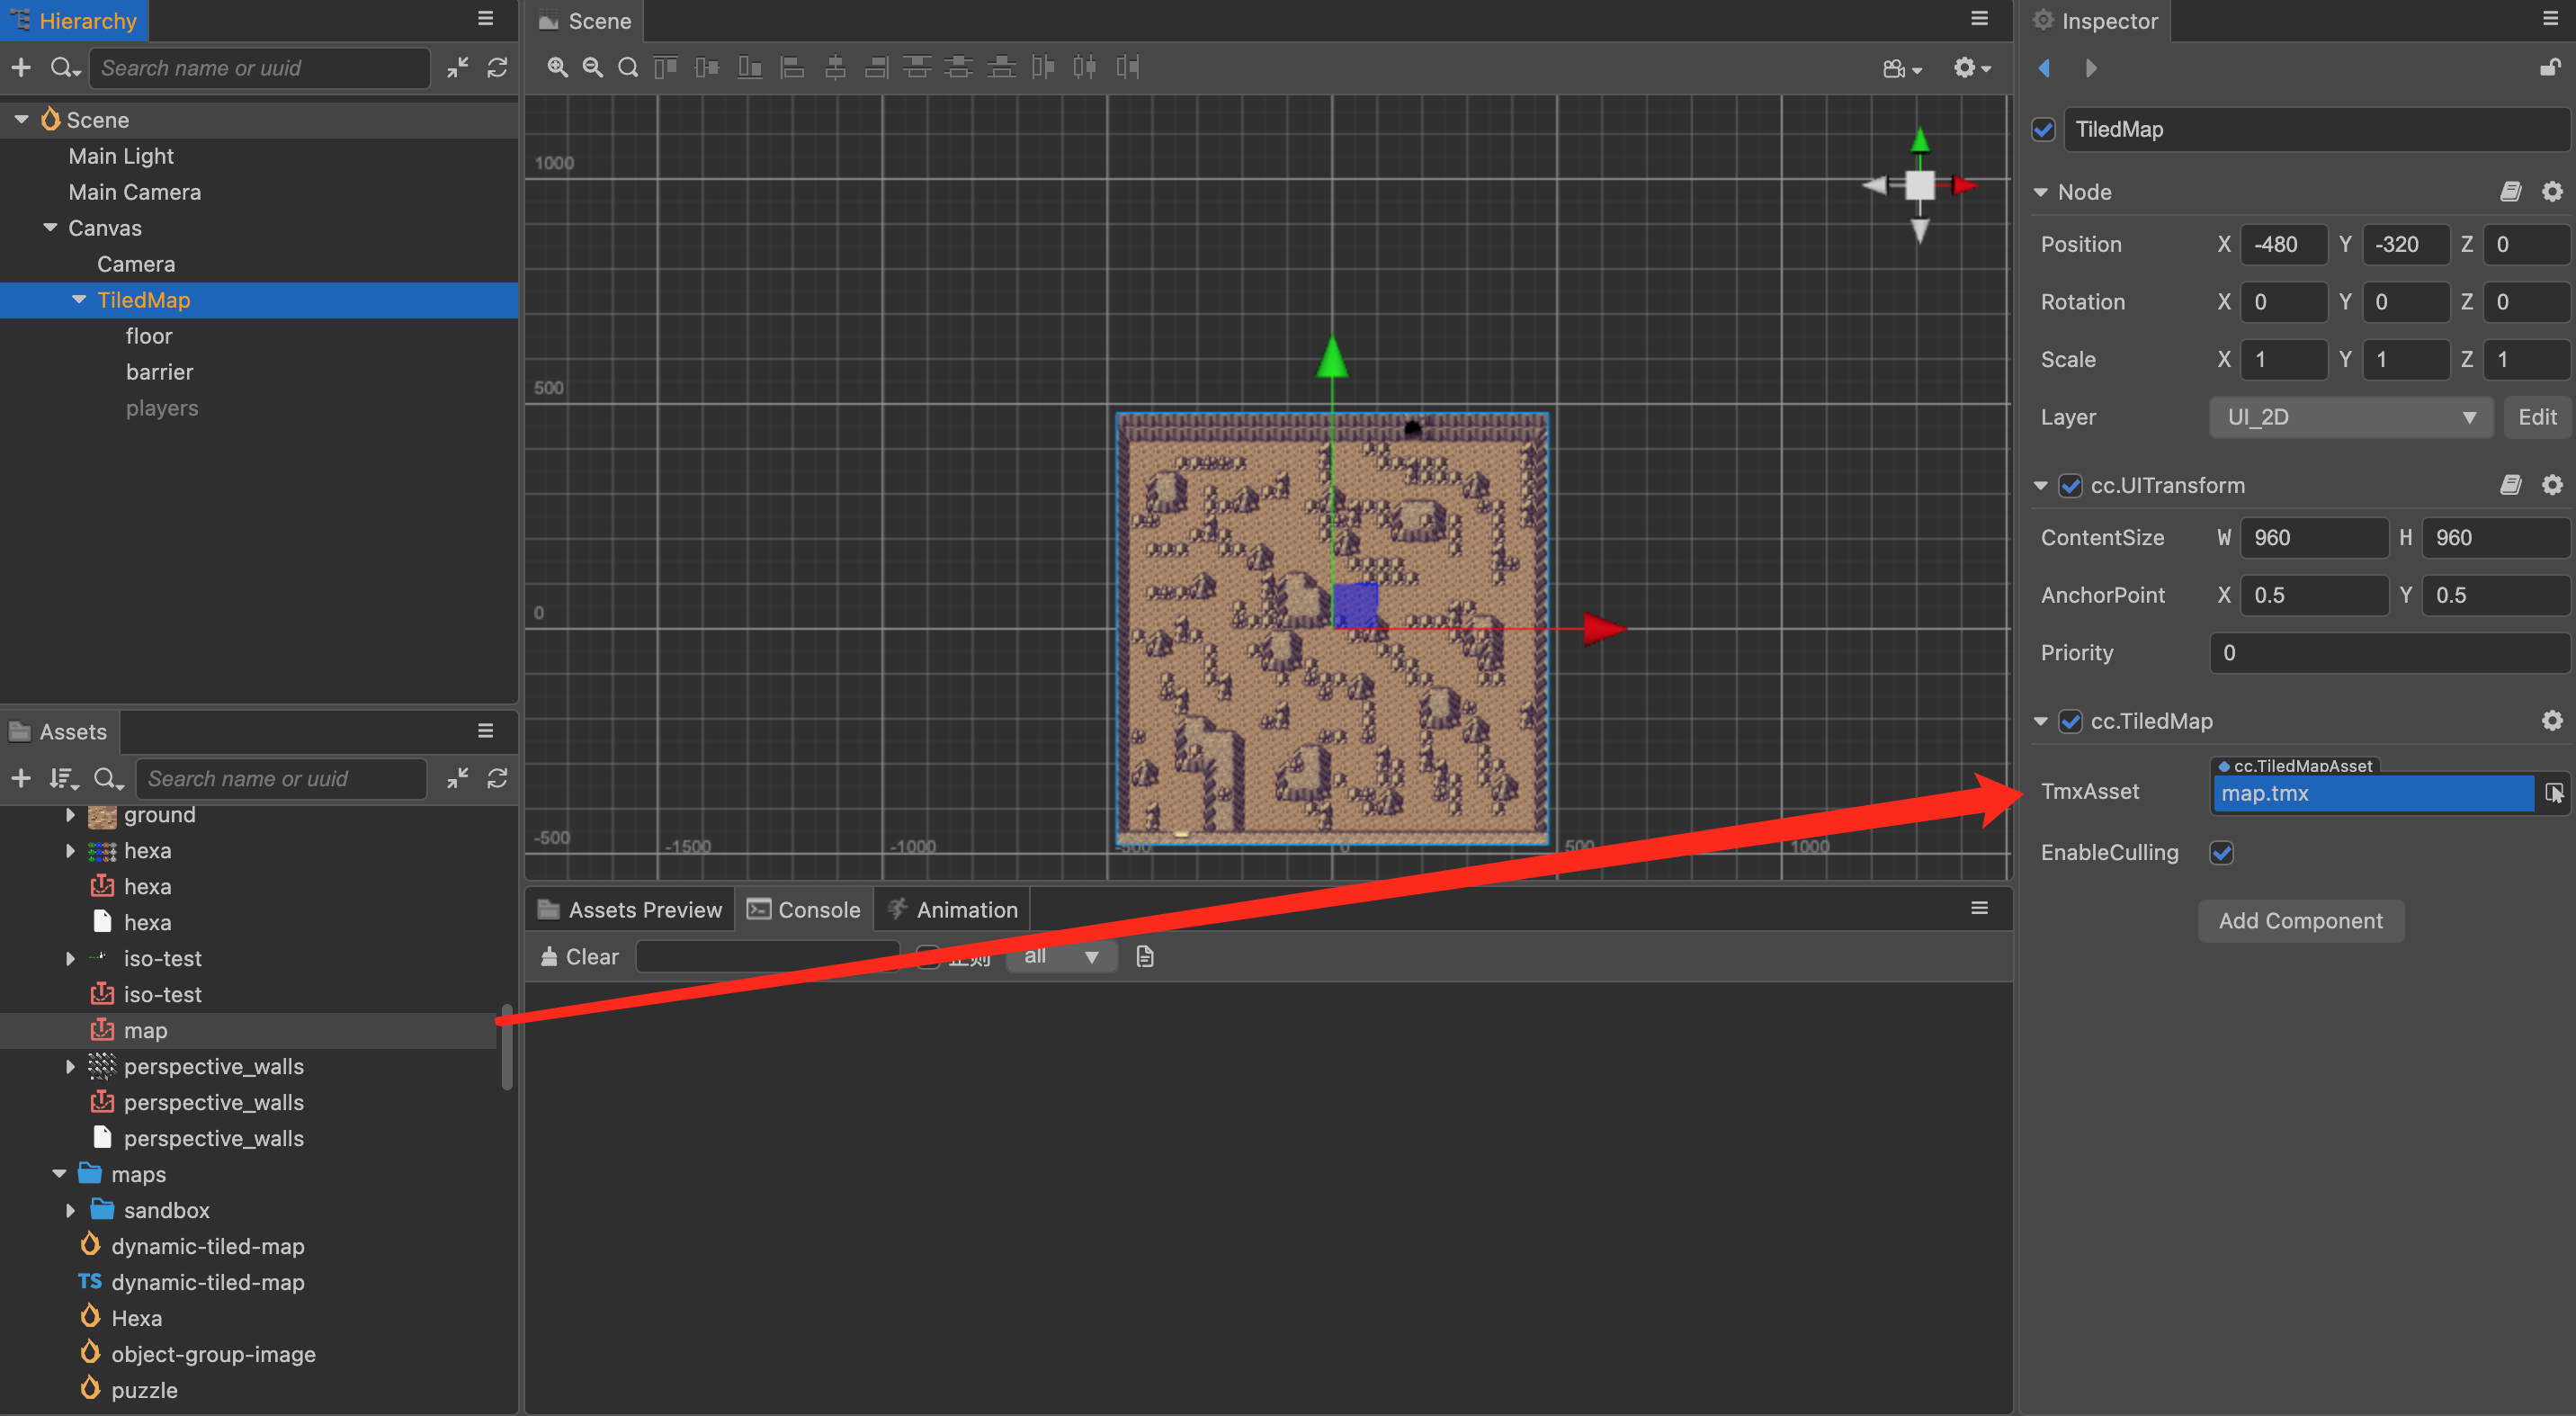 Hierarchy
Search name or uuid
Scene
Main Light
Main Camera
Canvas
Camera
TiledMap
floor
barrier
players
Assets
Search name or uuid
ground
hexa
hexa
hexa
iso-test
iso-test
map
perspective_walls
perspective_walls
perspective_walls
maps
sandbox
dynamic-tiled-map
TS dynamic-tiled-map
Hexa
object-group-image
puzzle
Scene
1000
500
0
-500
-1500
-1000
-500
0
500
1000
Assets Preview
Console
Animation
Clear
正则
all
Inspector
TiledMap
Node
Position X -480 Y -320 Z 0
Rotation X 0 Y 0 Z 0
Scale X 1 Y 1 Z 1
Layer UI_2D Edit
cc.UITransform
ContentSize W 960 H 960
AnchorPoint X 0.5 Y 0.5
Priority 0
cc.TiledMap
cc.TiledMapAsset
TmxAsset map.tmx
EnableCulling
Add Component